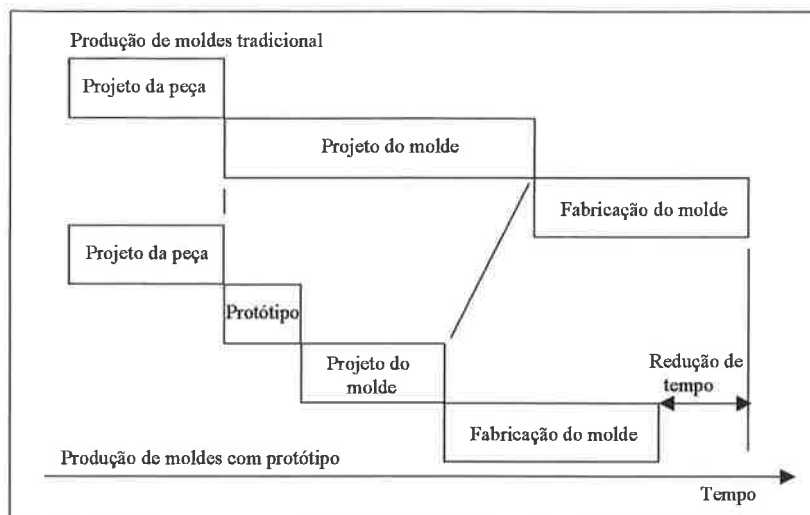 Produção de moldes tradicional
Projeto da peça
Projeto do molde
Fabricação do molde
Projeto da peça
Protótipo
Projeto do
molde
Redução de
tempo
Fabricação do molde
Produção de moldes com protótipo
Tempo